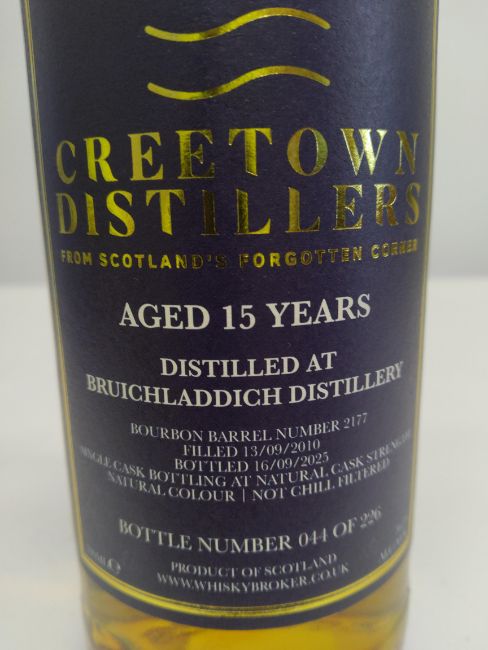 CREETOWN
DISTILLERS
FROM SCOTLAND'S FORGOTTEN CORNER
AGED 15 YEARS
DISTILLED AT
BRUICHLADDICH DISTILLERY
BOURBON BARREL NUMBER 2177
FILLED 13/09/2010
BOTTLED 16/09/2025
SINGLE CASK BOTTLING AT NATURAL CASK STRENGTH
NATURAL COLOUR | NOT CHILL FILTERED
BOTTLE NUMBER 044 OF 226
PRODUCT OF SCOTLAND
WWW.WHISKYBROKER.CO.UK